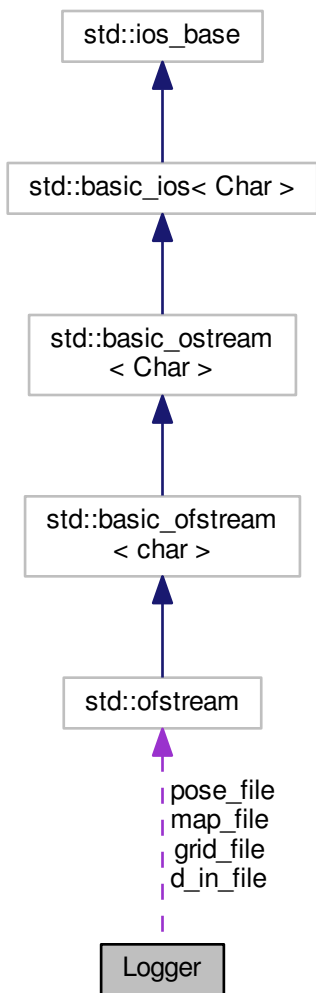 std::ios_base
std::basic_ios< Char >
std::basic_ostream
< Char >
std::basic_ofstream
< char >
std::ofstream
pose_file
map_file
grid_file
d_in_file
Logger